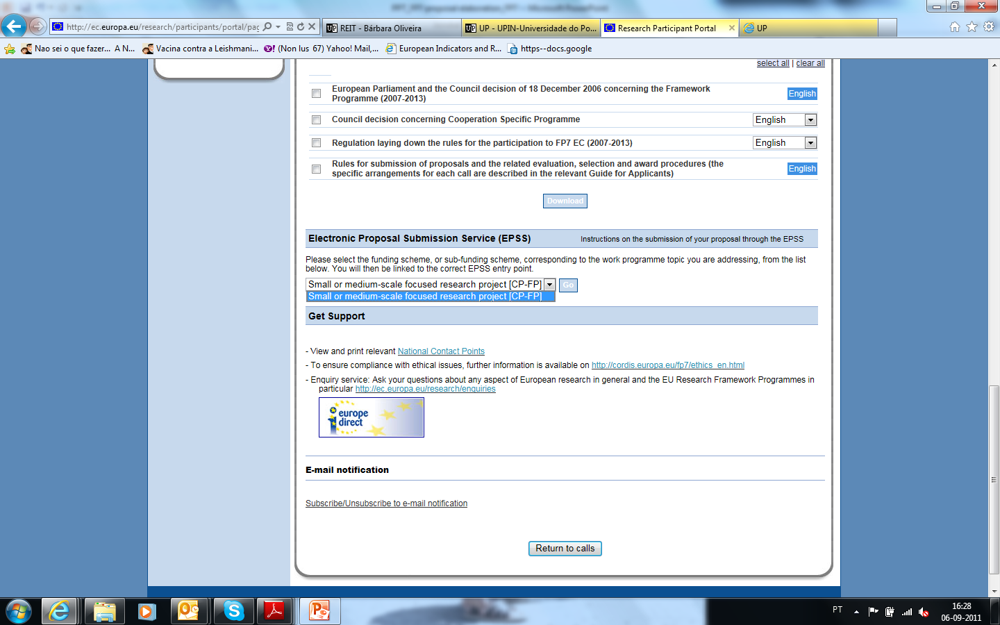 PPT_FP7 proposal elaboration_FP7 - Microsoft PowerPoint
http://ec.europa.eu/research/participants/portal/pag
REIT - Bárbara Oliveira
UP - UPIN-Universidade do Po...
Research Participant Portal
UP
Nao sei o que fazer... A N...
Vacina contra a Leishmani...
(Non lus 67) Yahoo! Mail,...
European Indicators and R...
https--docs.google
select all | clear all
European Parliament and the Council decision of 18 December 2006 concerning the Framework
Programme (2007-2013)
English
Council decision concerning Cooperation Specific Programme
English
Regulation laying down the rules for the participation to FP7 EC (2007-2013)
English
Rules for submission of proposals and the related evaluation, selection and award procedures (the
specific arrangements for each call are described in the relevant Guide for Applicants)
English
Download
Electronic Proposal Submission Service (EPSS)
Instructions on the submission of your proposal through the EPSS
Please select the funding scheme, or sub-funding scheme, corresponding to the work programme topic you are addressing, from the list
below. You will then be linked to the correct EPSS entry point.
Small or medium-scale focused research project [CP-FP]
Go
Small or medium-scale focused research project [CP-FP]
Get Support
- View and print relevant National Contact Points
- To ensure compliance with ethical issues, further information is available on http://cordis.europa.eu/fp7/ethics_en.html
- Enquiry service: Ask your questions about any aspect of European research in general and the EU Research Framework Programmes in
particular http://ec.europa.eu/research/enquiries
europe
direct
E-mail notification
Subscribe/Unsubscribe to e-mail notification
Return to calls
PT
16:28
06-09-2011